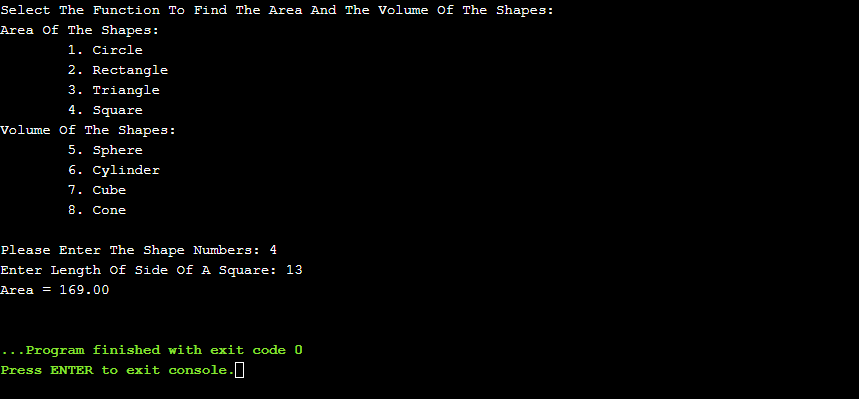 Select The Function To Find The Area And The Volume Of The Shapes:
Area Of The Shapes:
1. Circle
2. Rectangle
3. Triangle
4. Square
Volume Of The Shapes:
5. Sphere
6. Cylinder
7. Cube
8. Cone
Please Enter The Shape Numbers: 4
Enter Length Of Side Of A Square: 13
Area = 169.00
...Program finished with exit code 0
Press ENTER to exit console.